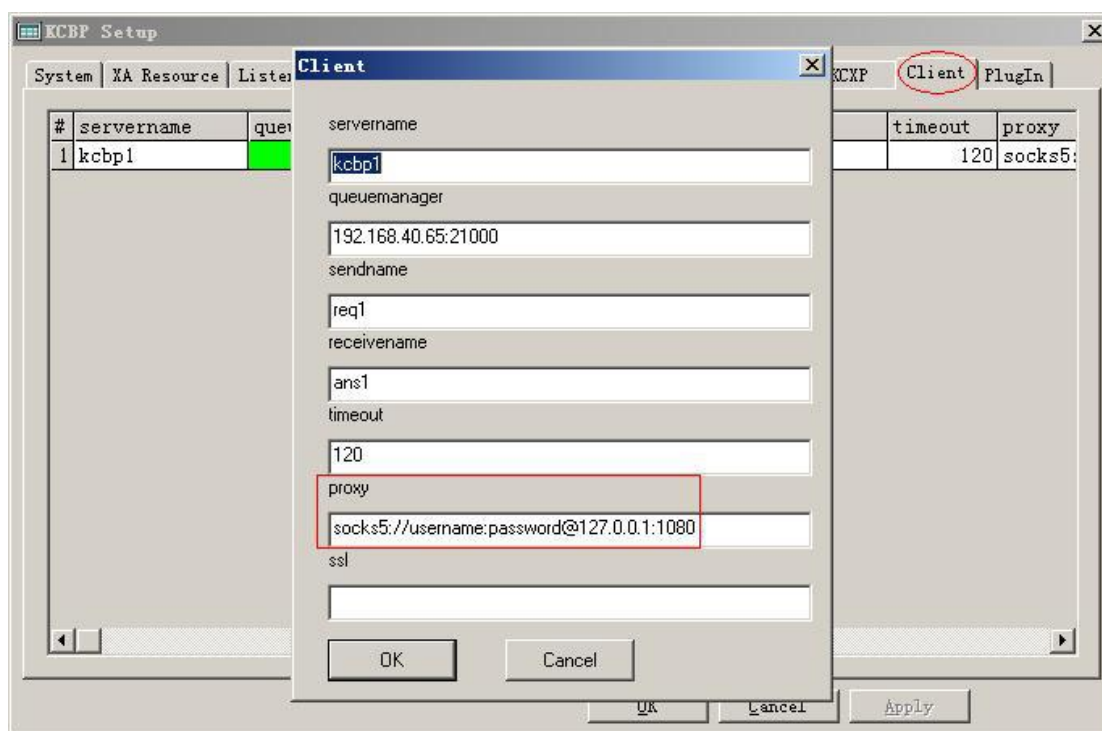 KCBP Setup
System XA Resource Client KCXP Client PlugIn
# servername timeout proxy
1 kcbp1 120 socks5:
servername
kcbp1
queuemanager
192.168.40.65:21000
sendname
req1
receivename
ans1
timeout
120
proxy
socks5://username:password@127.0.0.1:1080
ssl
OK Cancel
OK Cancel Apply